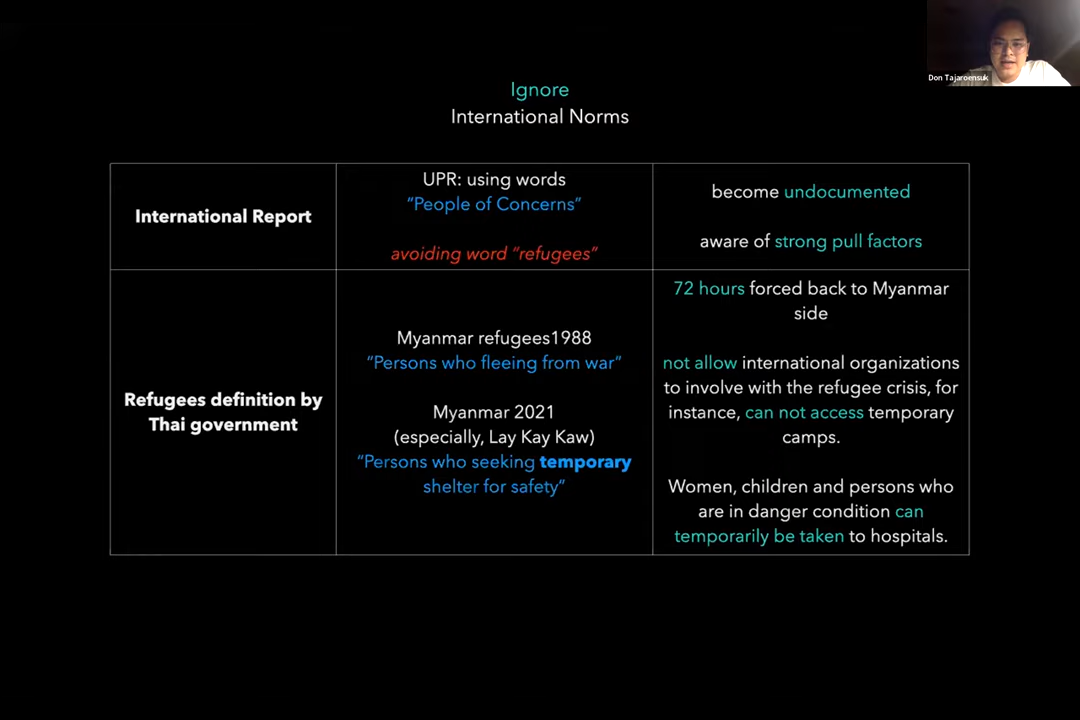 Don Tajaroensuk
Ignore
International Norms
International Report
UPR: using words
“People of Concerns”
avoiding word “refugees”
become undocumented
aware of strong pull factors
Refugees definition by
Thai government
Myanmar refugees1988
“Persons who fleeing from war”
Myanmar 2021
(especially, Lay Kay Kaw)
“Persons who seeking temporary
shelter for safety”
72 hours forced back to Myanmar
side
not allow international organizations
to involve with the refugee crisis, for
instance, can not access temporary
camps.
Women, children and persons who
are in danger condition can
temporarily be taken to hospitals.